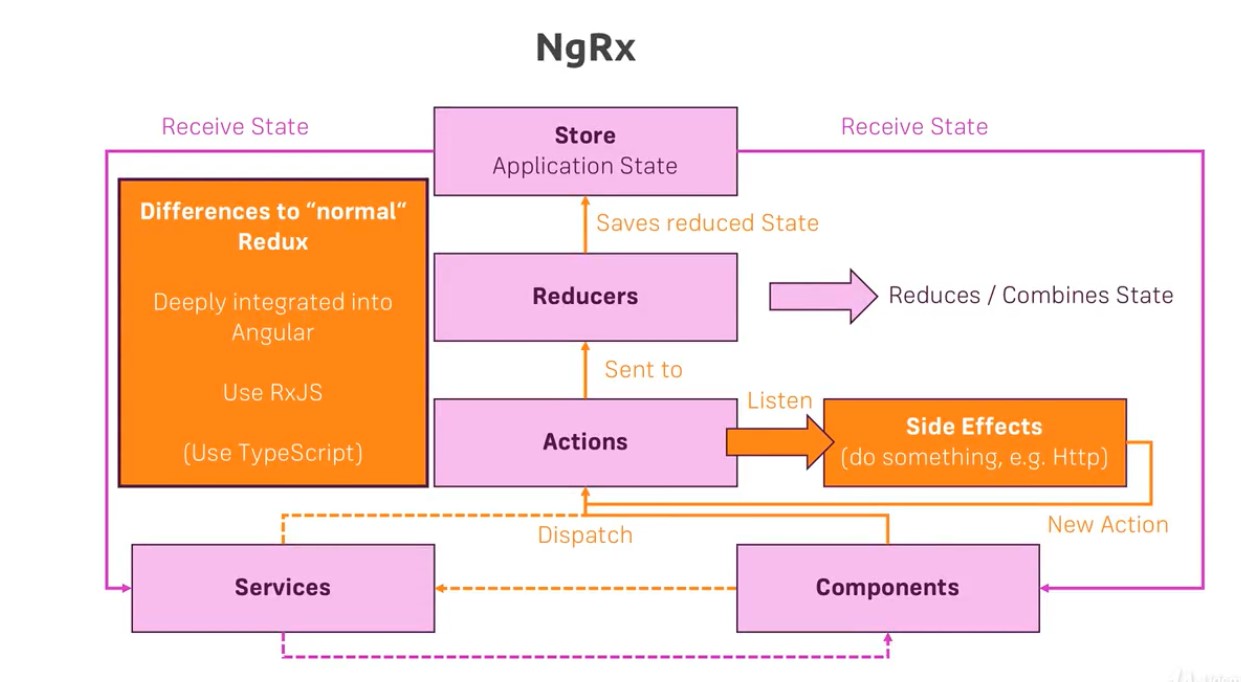 NgRx
Receive State
Receive State
Store
Application State
Differences to “normal“
Redux
Deeply integrated into
Angular
Use RxJS
(Use TypeScript)
Saves reduced State
Reducers
Reduces / Combines State
Sent to
Listen
Actions
Side Effects
(do something, e.g. Http)
Dispatch
New Action
Services
Components